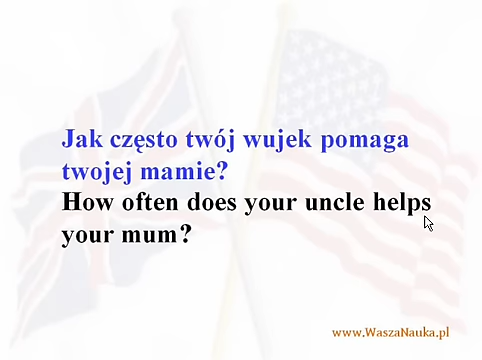 Jak często twój wujek pomaga
twojej mamie?
How often does your uncle helps
your mum?
www.WaszaNauka.pl